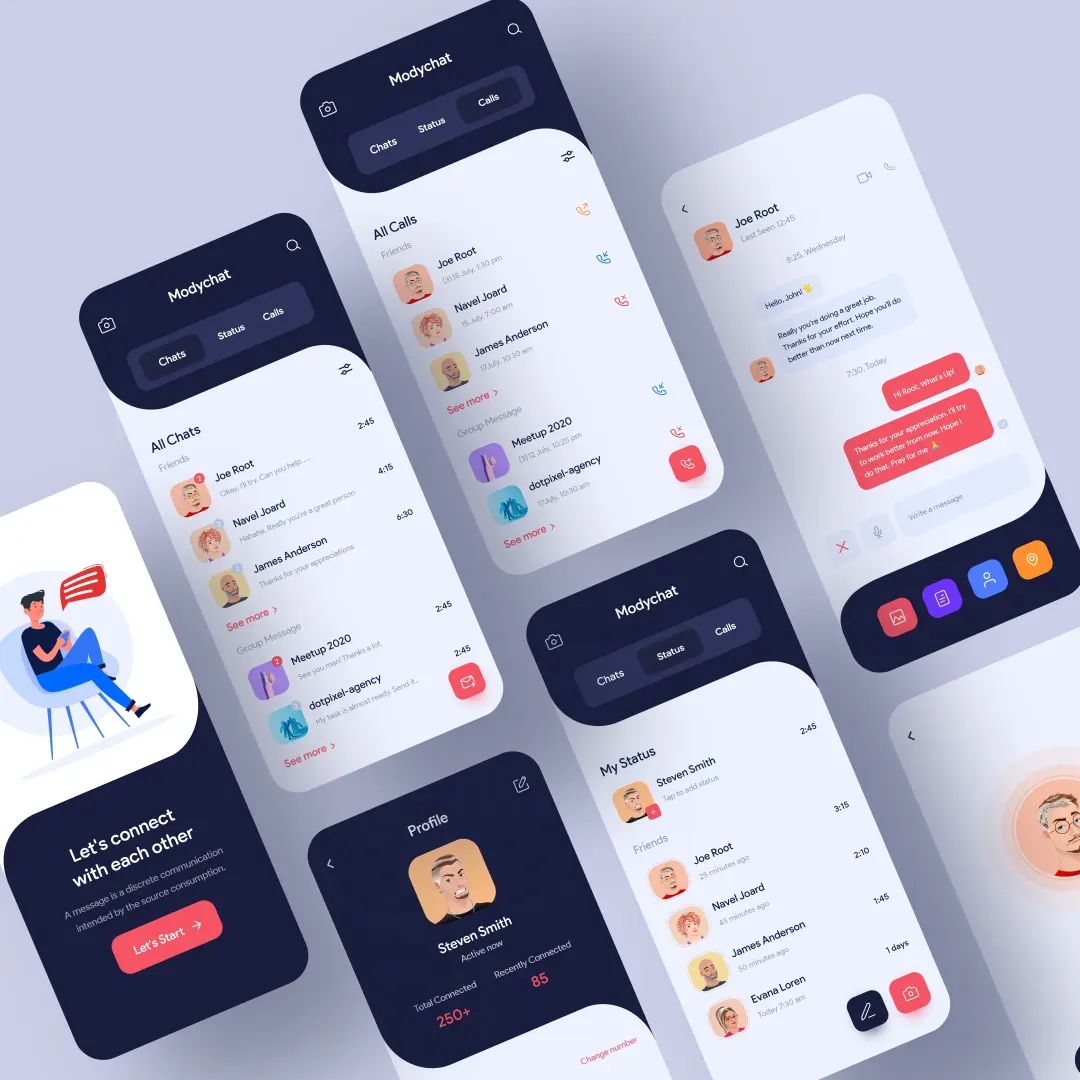 Modychat
Chats
Status
Calls
All Calls
Friends
Joe Root
(3) 15 July, 1:30 pm
Navel Joard
15 July, 7:00 am
James Anderson
17 July, 10:30 am
See more
Group Message
Meetup 2020
(3) 12 July, 10:25 pm
dotpixel-agency
17 July, 10:30 am
See more
Joe Root
Last Seen 12:45
8:25, Wednesday
Hello, John! 👋
Really you're doing a great job.
Thanks for your effort. Hope you'll do
better than now next time.
2:30, Today
Hi Root, What's Up!
Thanks for your appreciation. I'll try
to work better from now. Hope I
do that. Pray for me 🙏
Write a message
Modychat
Chats
Status
Calls
All Chats
Friends
Joe Root
2:45
2
Okay, I'll try. Can you help.....
Navel Joard
4:15
Hahaha, Really you're a great person
James Anderson
6:30
Thanks for your appreciations
See more
Group Message
Meetup 2020
2:45
2
See you man! Thanks a lot.
dotpixel-agency
2:45
My task is almost ready. Send it...
See more
Let's connect
with each other
A message is a discrete communication
intended by the source consumption.
Let's Start
Profile
Steven Smith
Active now
Total Connected
250+
Recently Connected
85
Change number
Modychat
Chats
Status
Calls
My Status
Steven Smith
2:45
Tap to add status
Friends
Joe Root
3:15
25 minutes ago
Navel Joard
2:10
45 minutes ago
James Anderson
1:45
50 minutes ago
Evana Loren
1 days
Today 7:30 am